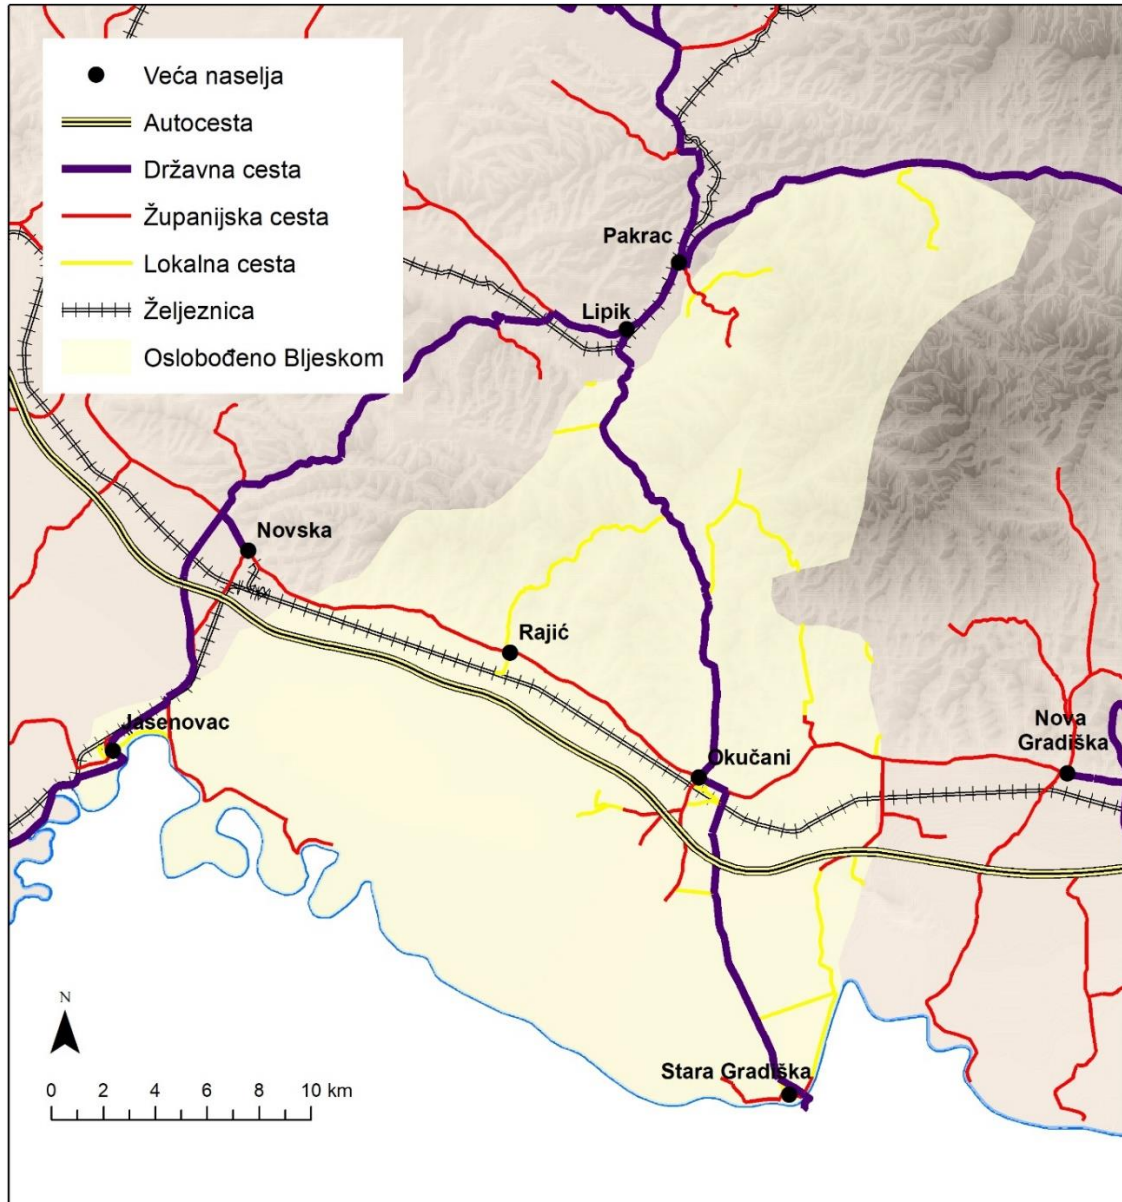 Veća naselja
Autocesta
Državna cesta
Županijska cesta
Lokalna cesta
Željeznica
Oslobođeno Bljeskom
Pakrac
Lipik
Novska
Rajić
Jasenovac
Okučani
Nova
Gradiška
Stara Gradiška
N
0 2 4 6 8 10 km